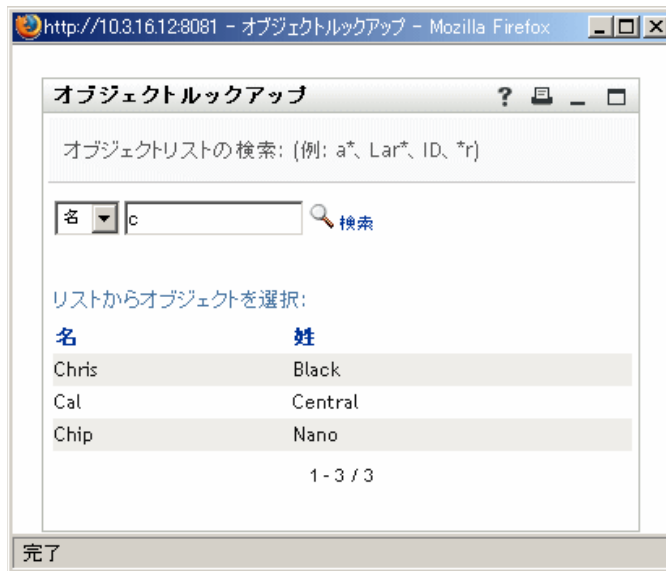 http://10.3.16.12:8081 - オブジェクトルックアップ - Mozilla Firefox
オブジェクトルックアップ ?
オブジェクトリストの検索: (例: a*、Lar*、ID、*r)
名 c 検索
リストからオブジェクトを選択:
名 姓
Chris Black
Cal Central
Chip Nano
1 - 3 / 3
完了